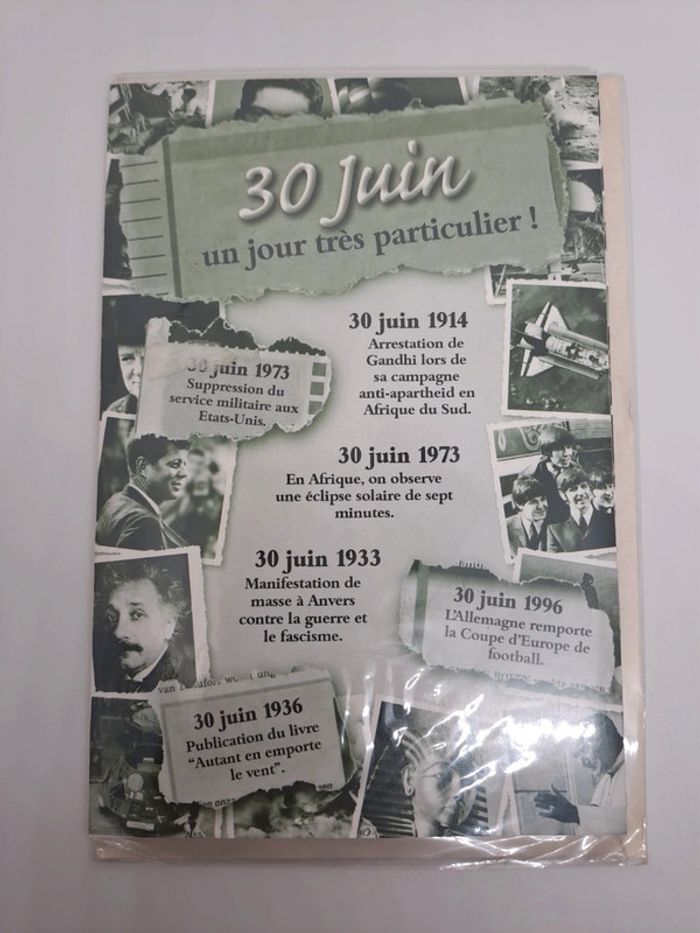 30 Juin
un jour très particulier !
30 juin 1914
Arrestation de
Gandhi lors de
sa campagne
anti-apartheid en
Afrique du Sud.
30 juin 1973
Suppression du
service militaire aux
Etats-Unis.
30 juin 1973
En Afrique, on observe
une éclipse solaire de sept
minutes.
30 juin 1933
Manifestation de
masse à Anvers
contre la guerre et
le fascisme.
30 juin 1996
L'Allemagne remporte
la Coupe d'Europe de
football.
30 juin 1936
Publication du livre
“Autant en emporte
le vent”.